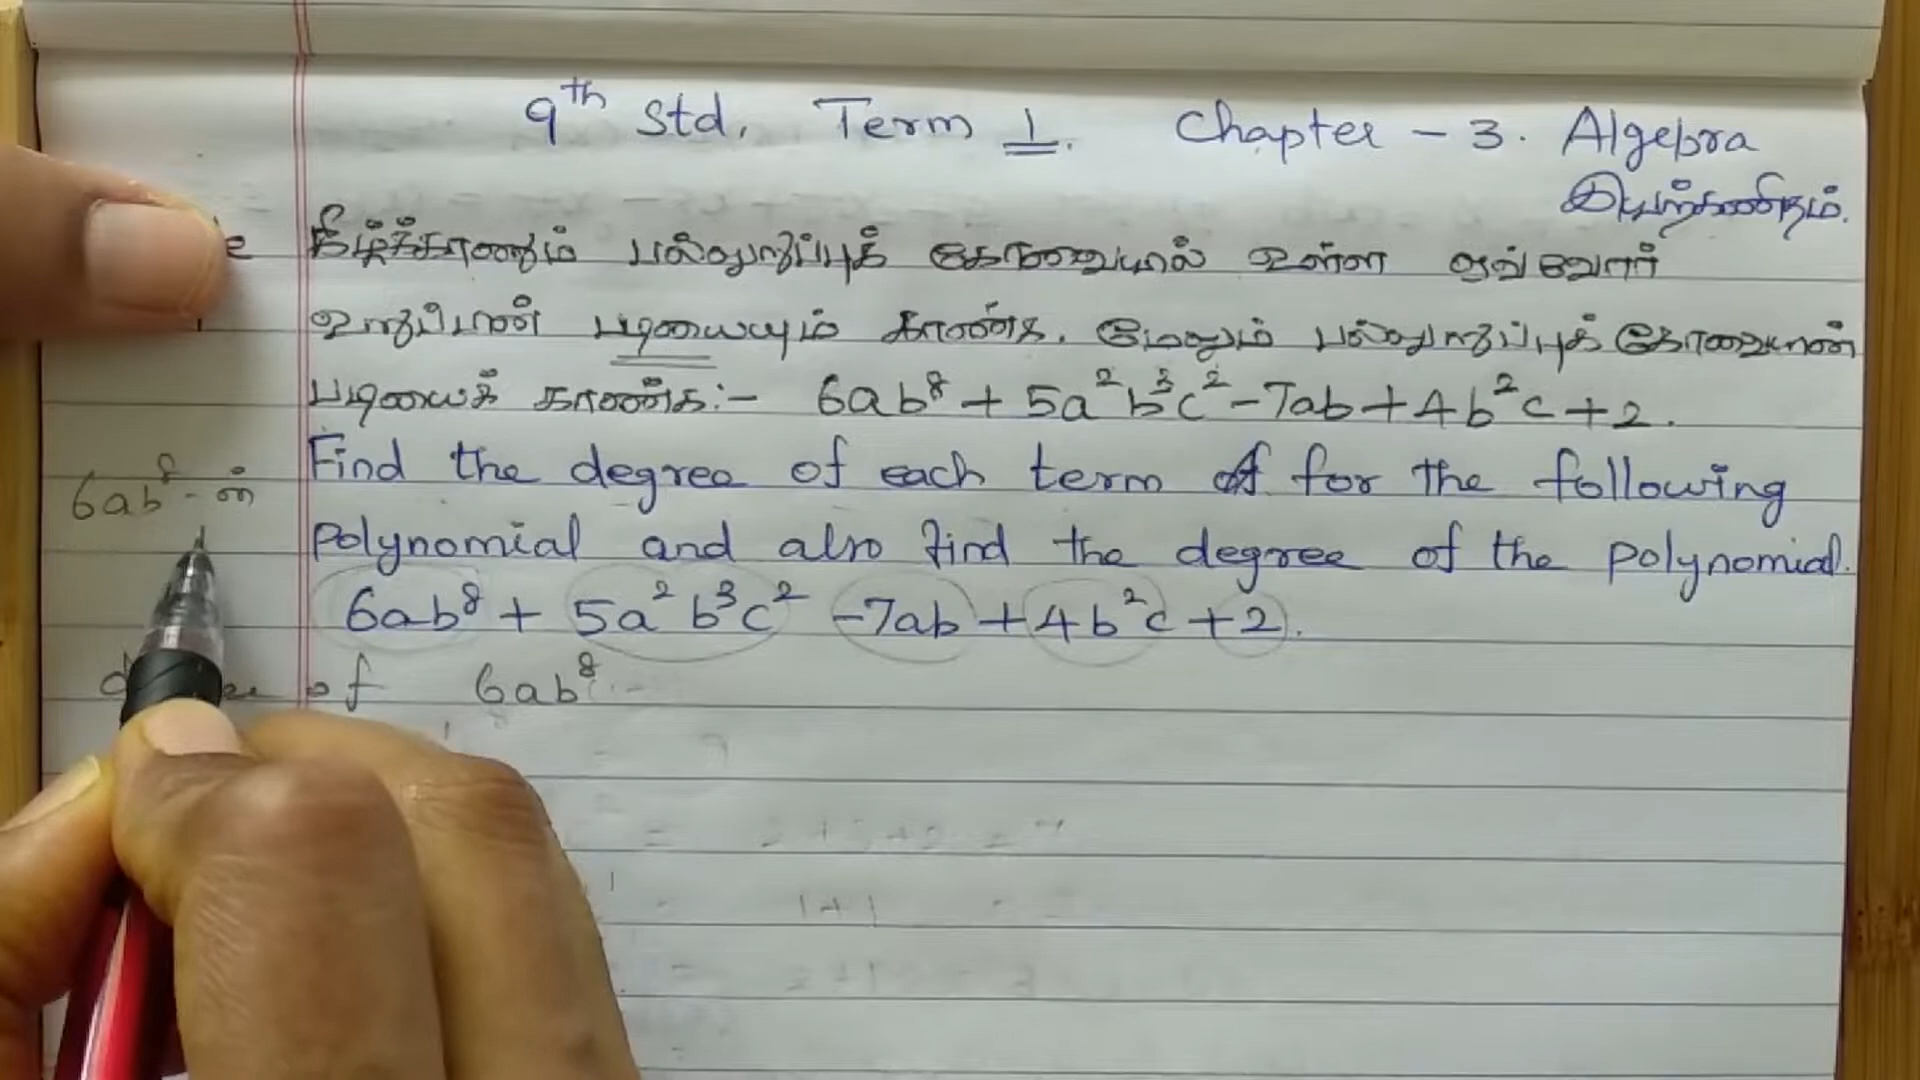 9th Std. Term 1. Chapter - 3. Algebra
இயற்கணிதம்.
கீழ்க்காணும் பல்லுறுப்புக் கோவையில் உள்ள ஒவ்வோர்
உறுப்பின் படியையும் காண்க. மேலும் பல்லுறுப்புக் கோவையின்
படியைக் காண்க:- 6ab⁸ + 5a²b³c² - 7ab + 4b²c + 2.
Find the degree of each term of for the following
6ab⁸-ன்
polynomial and also find the degree of the polynomial.
6ab⁸ + 5a²b³c² - 7ab + 4b²c + 2.
of 6ab⁸